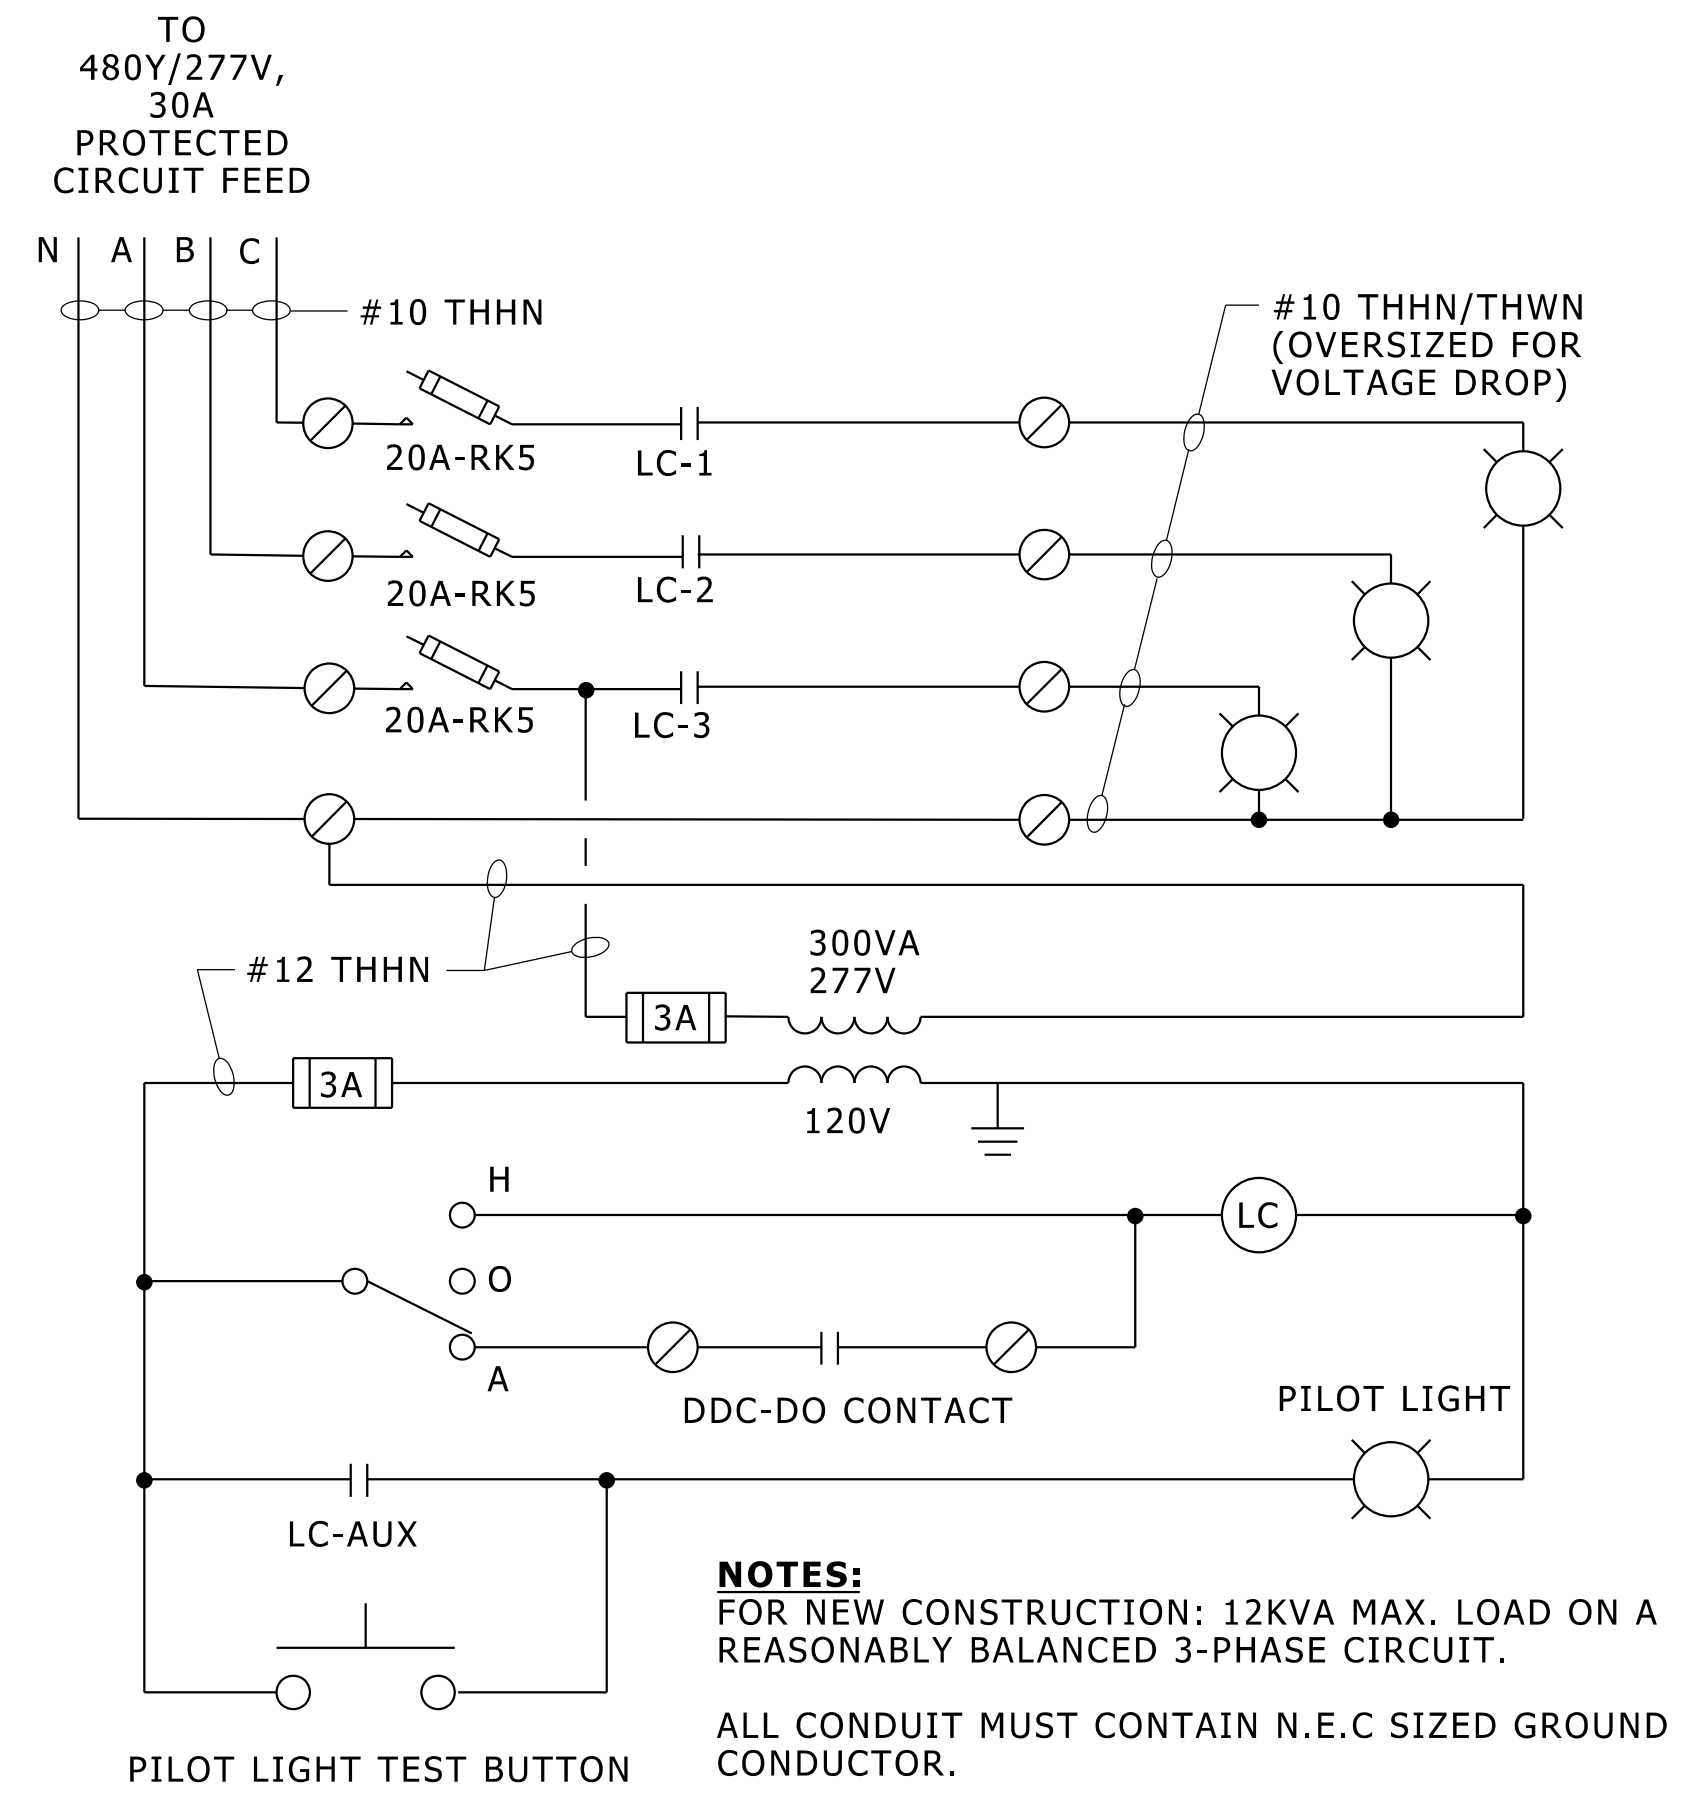 TO
480Y/277V,
30A
PROTECTED
CIRCUIT FEED
N A B C
#10 THHN
#10 THHN/THWN
(OVERSIZED FOR
VOLTAGE DROP)
20A-RK5
LC-1
20A-RK5
LC-2
20A-RK5
LC-3
#12 THHN
300VA
277V
3A
3A
120V
H
LC
O
A
DDC-DO CONTACT
PILOT LIGHT
LC-AUX
PILOT LIGHT TEST BUTTON
NOTES:
FOR NEW CONSTRUCTION: 12KVA MAX. LOAD ON A
REASONABLY BALANCED 3-PHASE CIRCUIT.
ALL CONDUIT MUST CONTAIN N.E.C SIZED GROUND
CONDUCTOR.